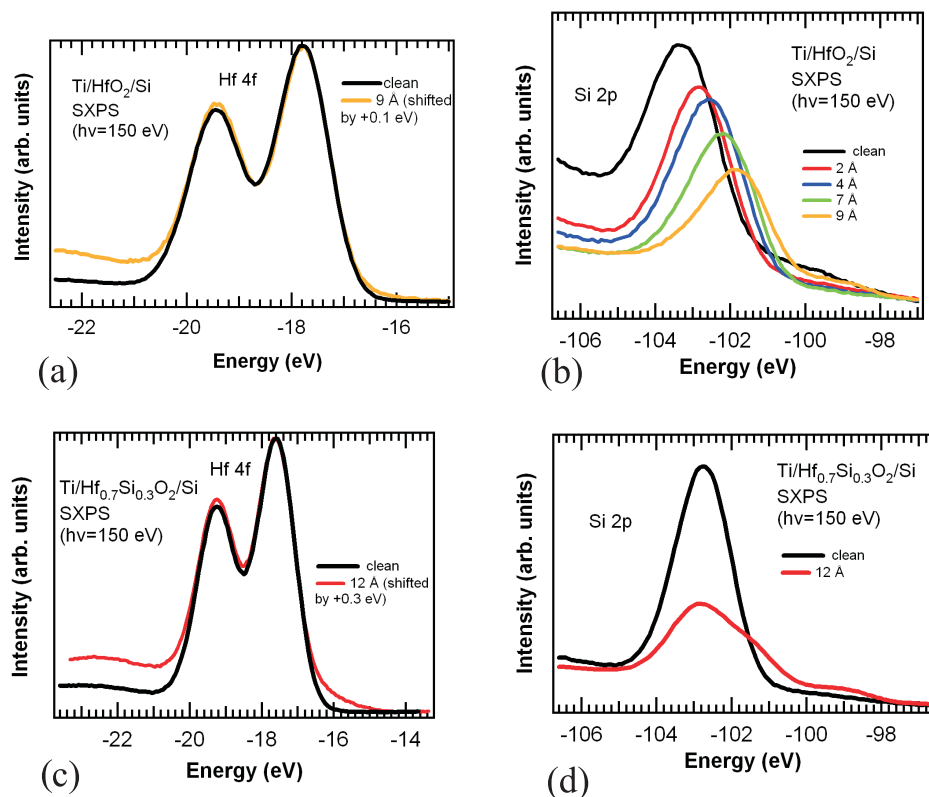 Intensity (arb. units)
Ti/HfO2/Si
SXPS
(hν=150 eV)
Hf 4f
clean
9 Å (shifted
by +0.1 eV)
-22
-20
-18
-16
Energy (eV)
(a)
Intensity (arb. units)
Si 2p
Ti/HfO2/Si
SXPS
(hν=150 eV)
clean
2 Å
4 Å
7 Å
9 Å
-106
-104
-102
-100
-98
Energy (eV)
(b)
Intensity (arb. units)
Hf 4f
Ti/Hf0.7Si0.3O2/Si
SXPS
(hν=150 eV)
clean
12 Å (shifted
by +0.3 eV)
-22
-20
-18
-16
-14
Energy (eV)
(c)
Intensity (arb. units)
Si 2p
Ti/Hf0.7Si0.3O2/Si
SXPS
(hν=150 eV)
clean
12 Å
-106
-104
-102
-100
-98
Energy (eV)
(d)